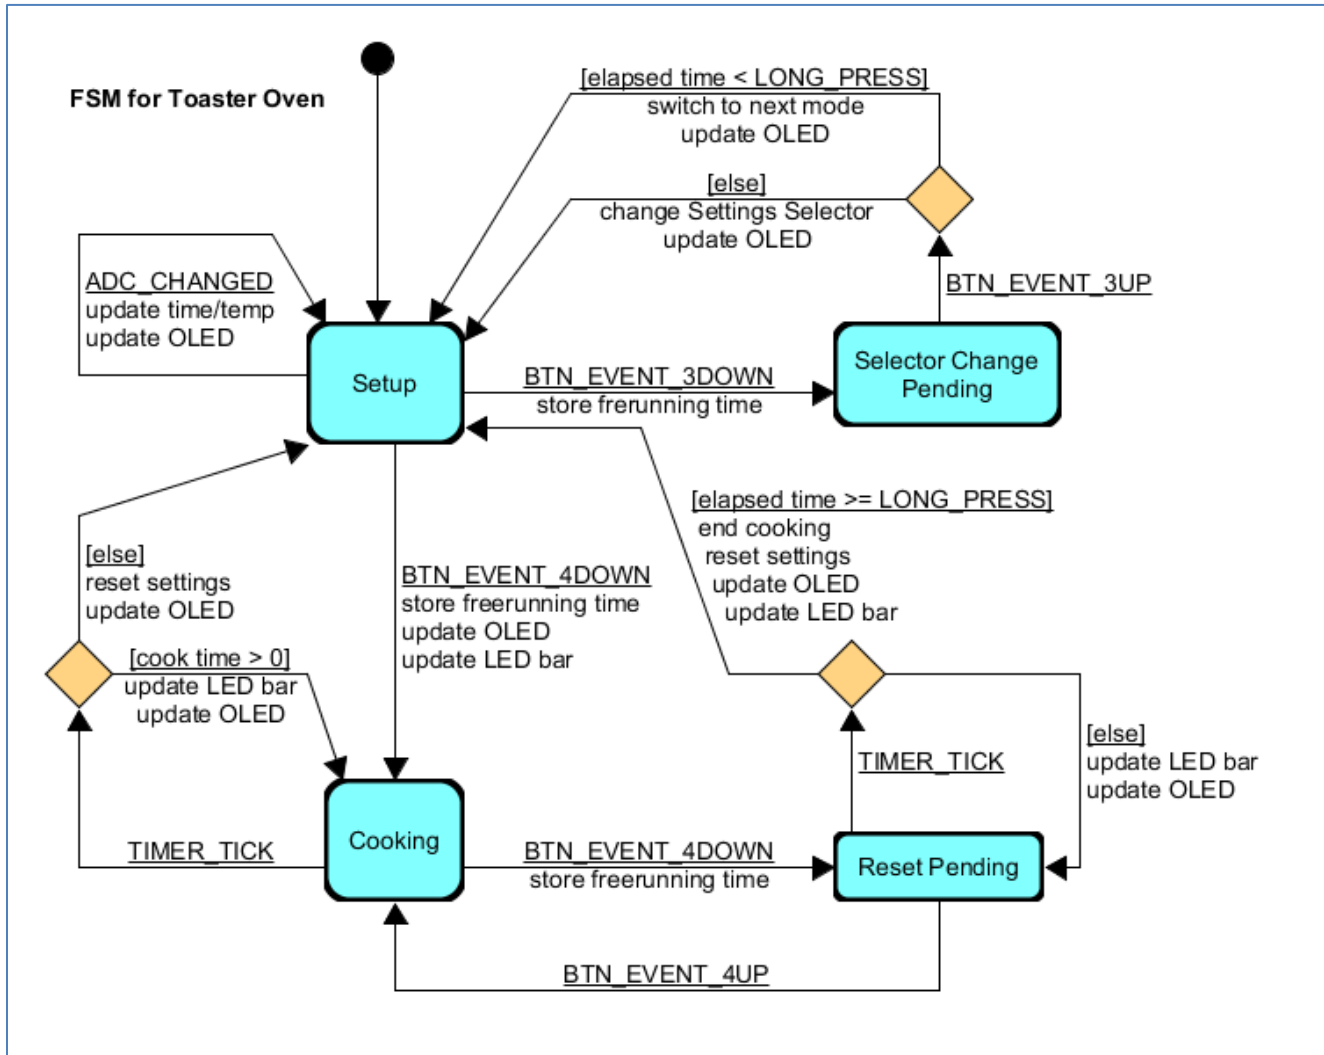 FSM for Toaster Oven
[elapsed time < LONG_PRESS]
switch to next mode
update OLED
[else]
change Settings Selector
update OLED
ADC_CHANGED
update time/temp
update OLED
BTN_EVENT_3UP
Setup
BTN_EVENT_3DOWN
store frerunning time
Selector Change
Pending
[elapsed time >= LONG_PRESS]
end cooking
reset settings
update OLED
update LED bar
[else]
reset settings
update OLED
BTN_EVENT_4DOWN
store freerunning time
update OLED
update LED bar
[cook time > 0]
update LED bar
update OLED
TIMER_TICK
[else]
update LED bar
update OLED
TIMER_TICK
Cooking
BTN_EVENT_4DOWN
store freerunning time
Reset Pending
BTN_EVENT_4UP